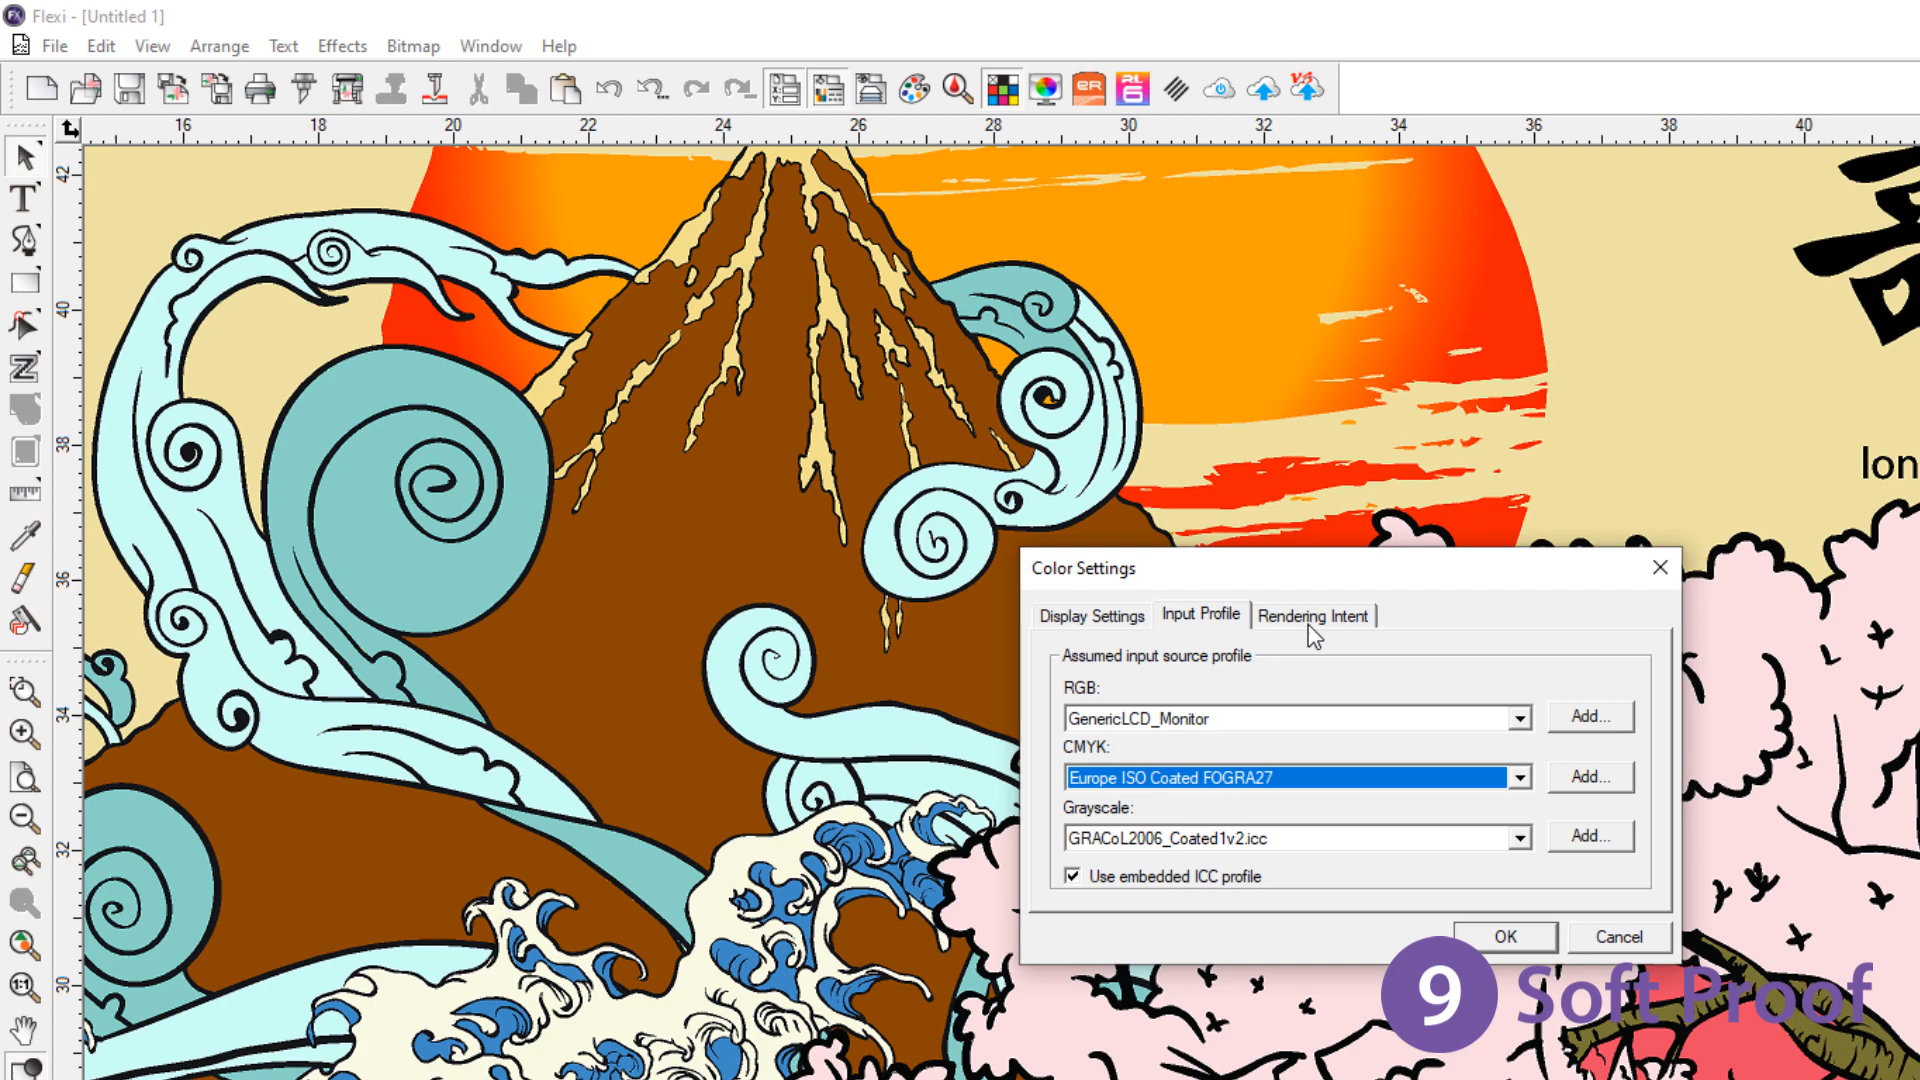 Flexi - [Untitled 1]
File Edit View Arrange Text Effects Bitmap Window Help
16 18 20 22 24 26 28 30 32 34 36 38 40
42
40
38
36
34
32
30
lon
Color Settings
Display Settings Input Profile Rendering Intent
Assumed input source profile
RGB:
GenericLCD_Monitor Add...
CMYK:
Europe ISO Coated FOGRA27 Add...
Grayscale:
GRACoL2006_Coated1v2.icc Add...
Use embedded ICC profile
OK Cancel
9 Soft Proof